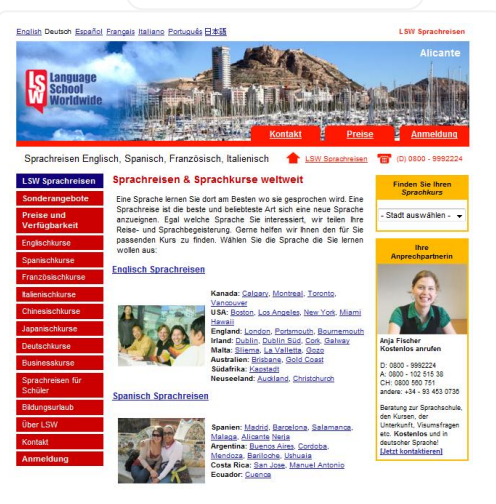 English Deutsch Español Français Italiano Português 日本語
LSW Sprachreisen
Alicante
LSW Language School Worldwide
Kontakt Preise Anmeldung
Sprachreisen Englisch, Spanisch, Französisch, Italienisch
LSW Sprachreisen
(D) 0800 - 9992224
LSW Sprachreisen
Sonderangebote
Preise und
Verfügbarkeit
Englischkurse
Spanischkurse
Französischkurse
Italienischkurse
Chinesischkurse
Japanischkurse
Deutschkurse
Businesskurse
Sprachreisen für
Schüler
Bildungsurlaub
Über LSW
Kontakt
Anmeldung
Sprachreisen & Sprachkurse weltweit
Eine Sprache lernen Sie dort am Besten wo sie gesprochen wird. Eine
Sprachreise ist die beste und beliebteste Art sich eine neue Sprache
anzueignen. Egal welche Sprache Sie interessiert, wir teilen Ihre
Reise- und Sprachbegeisterung. Gerne helfen wir Ihnen den für Sie
passenden Kurs zu finden. Wählen Sie die Sprache die Sie lernen
wollen aus:
Englisch Sprachreisen
Kanada: Calgary, Montreal, Toronto,
Vancouver
USA: Boston, Los Angeles, New York, Miami
Hawaii
England: London, Portsmouth, Bournemouth
Irland: Dublin, Dublin Süd, Cork, Galway
Malta: Sliema, La Valletta, Gozo
Australien: Brisbane, Gold Coast
Südafrika: Kapstadt
Neuseeland: Auckland, Christchurch
Spanisch Sprachreisen
Spanien: Madrid, Barcelona, Salamanca,
Malaga, Alicante Nerja
Argentina: Buenos Aires, Cordoba,
Mendoza, Bariloche, Ushuaia
Costa Rica: San Jose, Manuel Antonio
Ecuador: Cuenca
Finden Sie Ihren
Sprachkurs
- Stadt auswählen -
Ihre
Anprechpartnerin
Anja Fischer
Kostenlos anrufen
D: 0800 - 9992224
A: 0800 - 102 515 38
CH: 0800 560 751
andere: +34 - 93 453 0736
Beratung zur Sprachschule,
den Kursen, der
Unterkunft, Visumsfragen
etc. Kostenlos und in
deutscher Sprache!
[Jetzt kontaktieren]